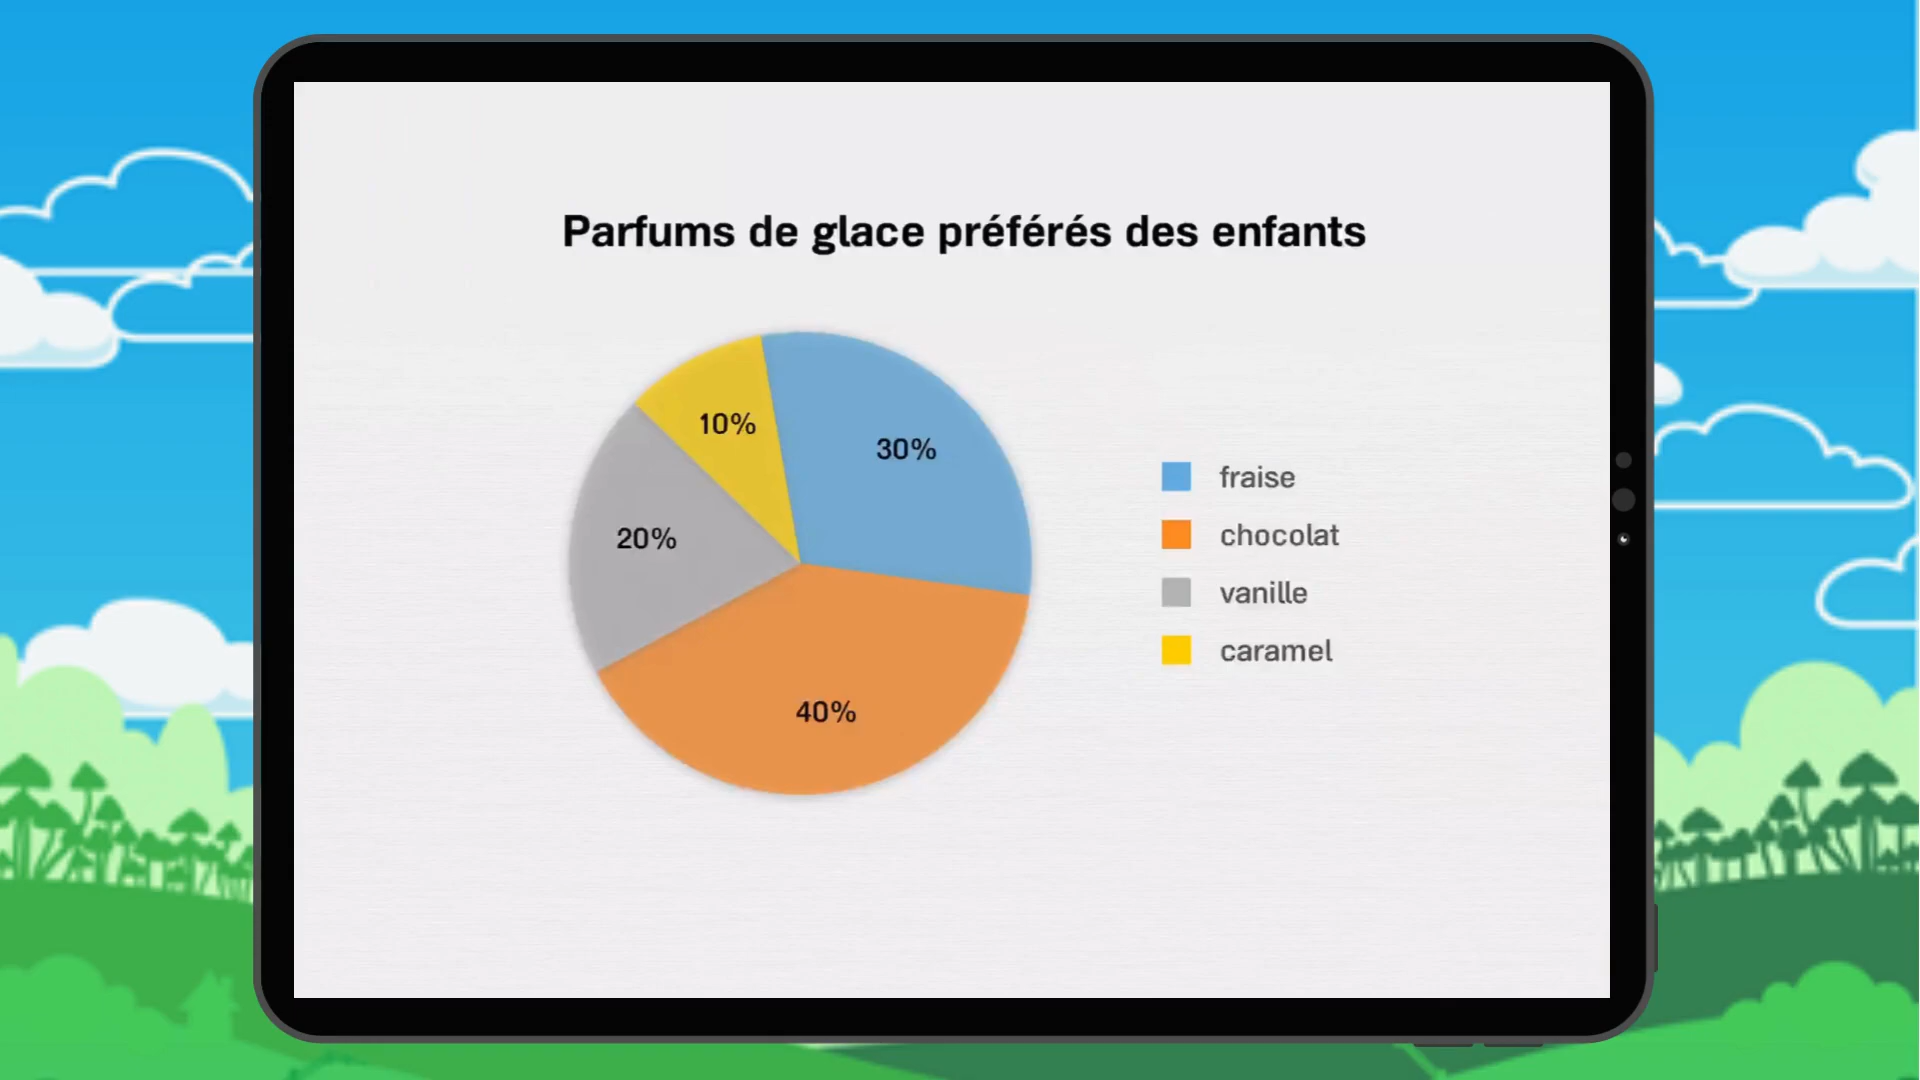 Parfums de glace préférés des enfants
10%
30%
20%
40%
fraise
chocolat
vanille
caramel